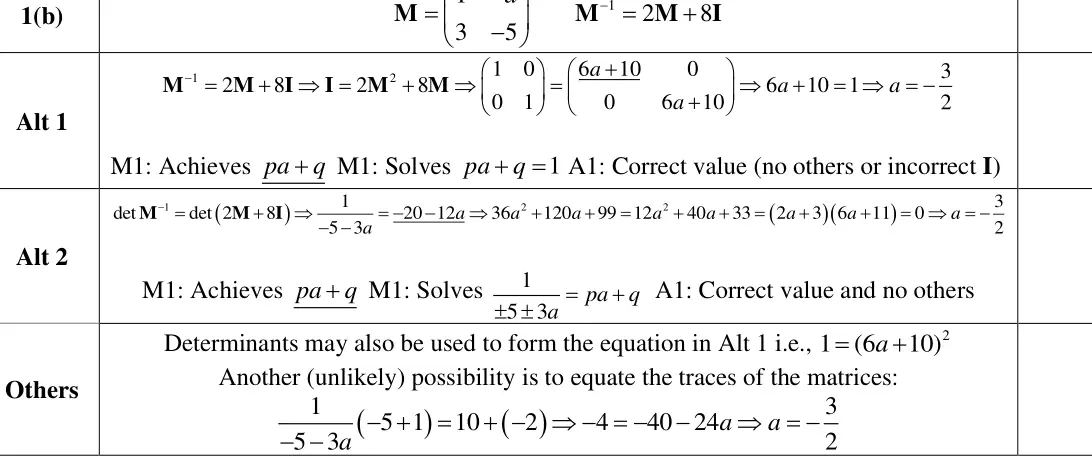 1(b)
M = (1 a; 3 −5)   M⁻¹ = 2M + 8I
Alt 1
M⁻¹ = 2M + 8I ⇒ I = 2M² + 8M ⇒ (1 0; 0 1) = (6a+10 0; 0 6a+10) ⇒ 6a + 10 = 1 ⇒ a = −3/2
M1: Achieves pa + q M1: Solves pa + q = 1 A1: Correct value (no others or incorrect I)
Alt 2
det M⁻¹ = det(2M + 8I) ⇒ 1/(−5−3a) = −20−12a ⇒ 36a² + 120a + 99 = 12a² + 40a + 33 = (2a+3)(6a+11) = 0 ⇒ a = −3/2
M1: Achieves pa + q M1: Solves 1/(±5±3a) = pa + q A1: Correct value and no others
Others
Determinants may also be used to form the equation in Alt 1 i.e., 1 = (6a+10)²
Another (unlikely) possibility is to equate the traces of the matrices:
1/(−5−3a) (−5+1) = 10 + (−2) ⇒ −4 = −40 − 24a ⇒ a = −3/2